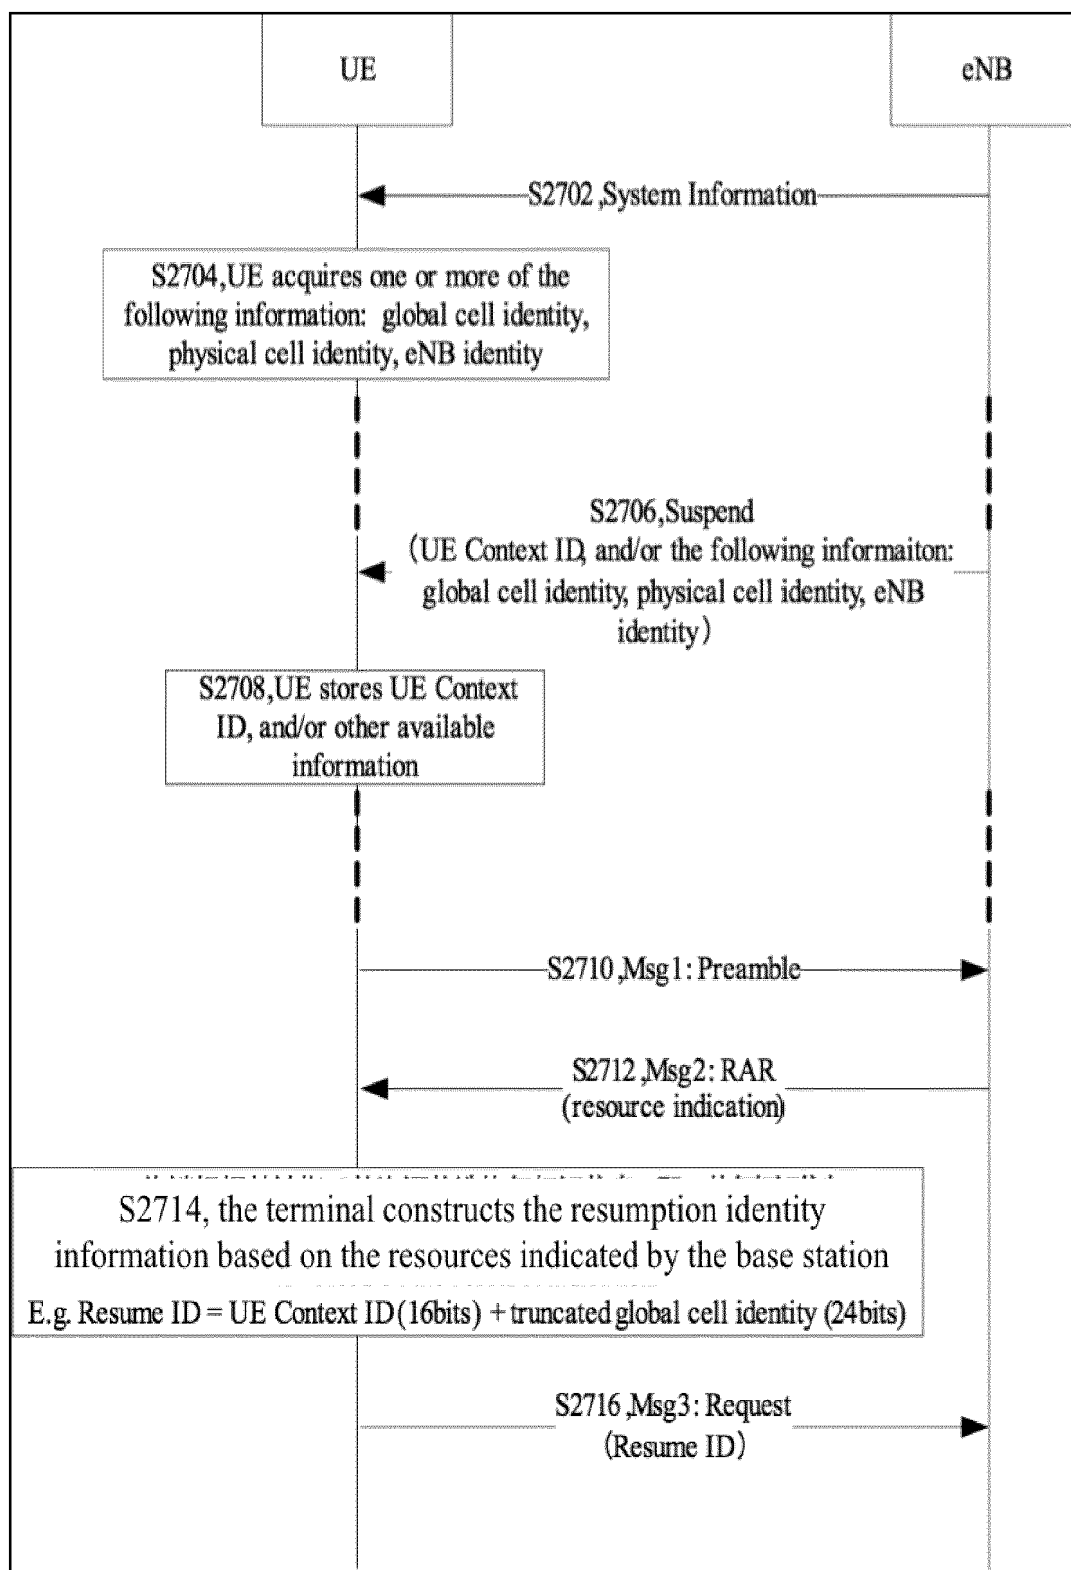 UE
eNB
S2702 ,System Information
S2704,UE acquires one or more of the
following information: global cell identity,
physical cell identity, eNB identity
S2706,Suspend
(UE Context ID, and/or the following informaiton:
global cell identity, physical cell identity, eNB
identity)
S2708,UE stores UE Context
ID, and/or other available
information
S2710 ,Msg1: Preamble
S2712 ,Msg2: RAR
(resource indication)
S2714, the terminal constructs the resumption identity
information based on the resources indicated by the base station
E.g. Resume ID = UE Context ID (16bits) + truncated global cell identity (24bits)
S2716 ,Msg3: Request
(Resume ID)